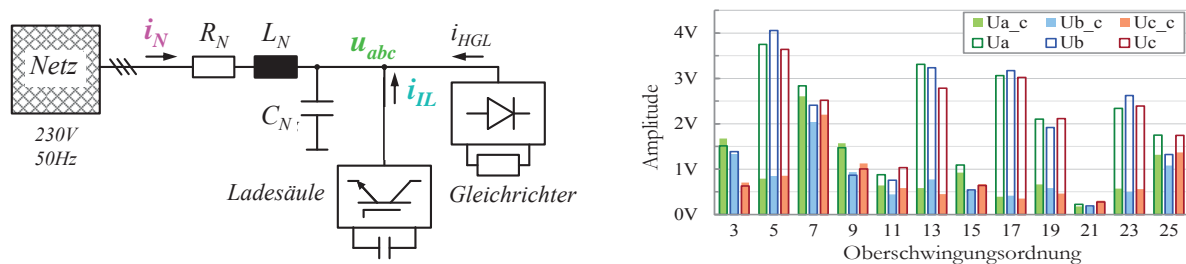 i_N
R_N
L_N
u_abc
i_HGL
Netz
i_IL
C_N
230V
50Hz
Ladesäule
Gleichrichter
Ua_c Ub_c Uc_c
Ua Ub Uc
Amplitude
4V
3V
2V
1V
0V
3 5 7 9 11 13 15 17 19 21 23 25
Oberschwingungsordnung